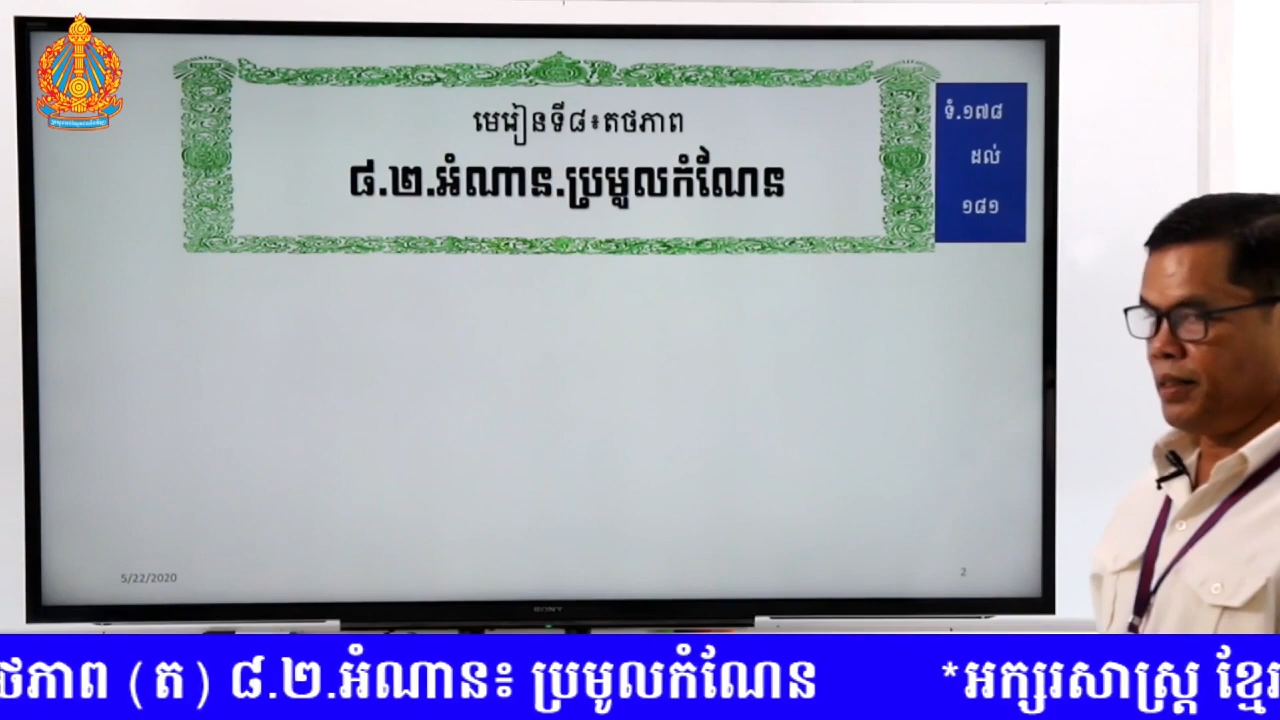 មេរៀនទី៨៖តថភាព
៨.២.អំណាន.ប្រមូលកំណែន
ទំ.១៧៨
ដល់
១៨១
5/22/2020
2
SONY
ថភាព (ត) ៨.២.អំណាន៖ ប្រមូលកំណែន *អក្សរសាស្ត្រ ខ្មែរ